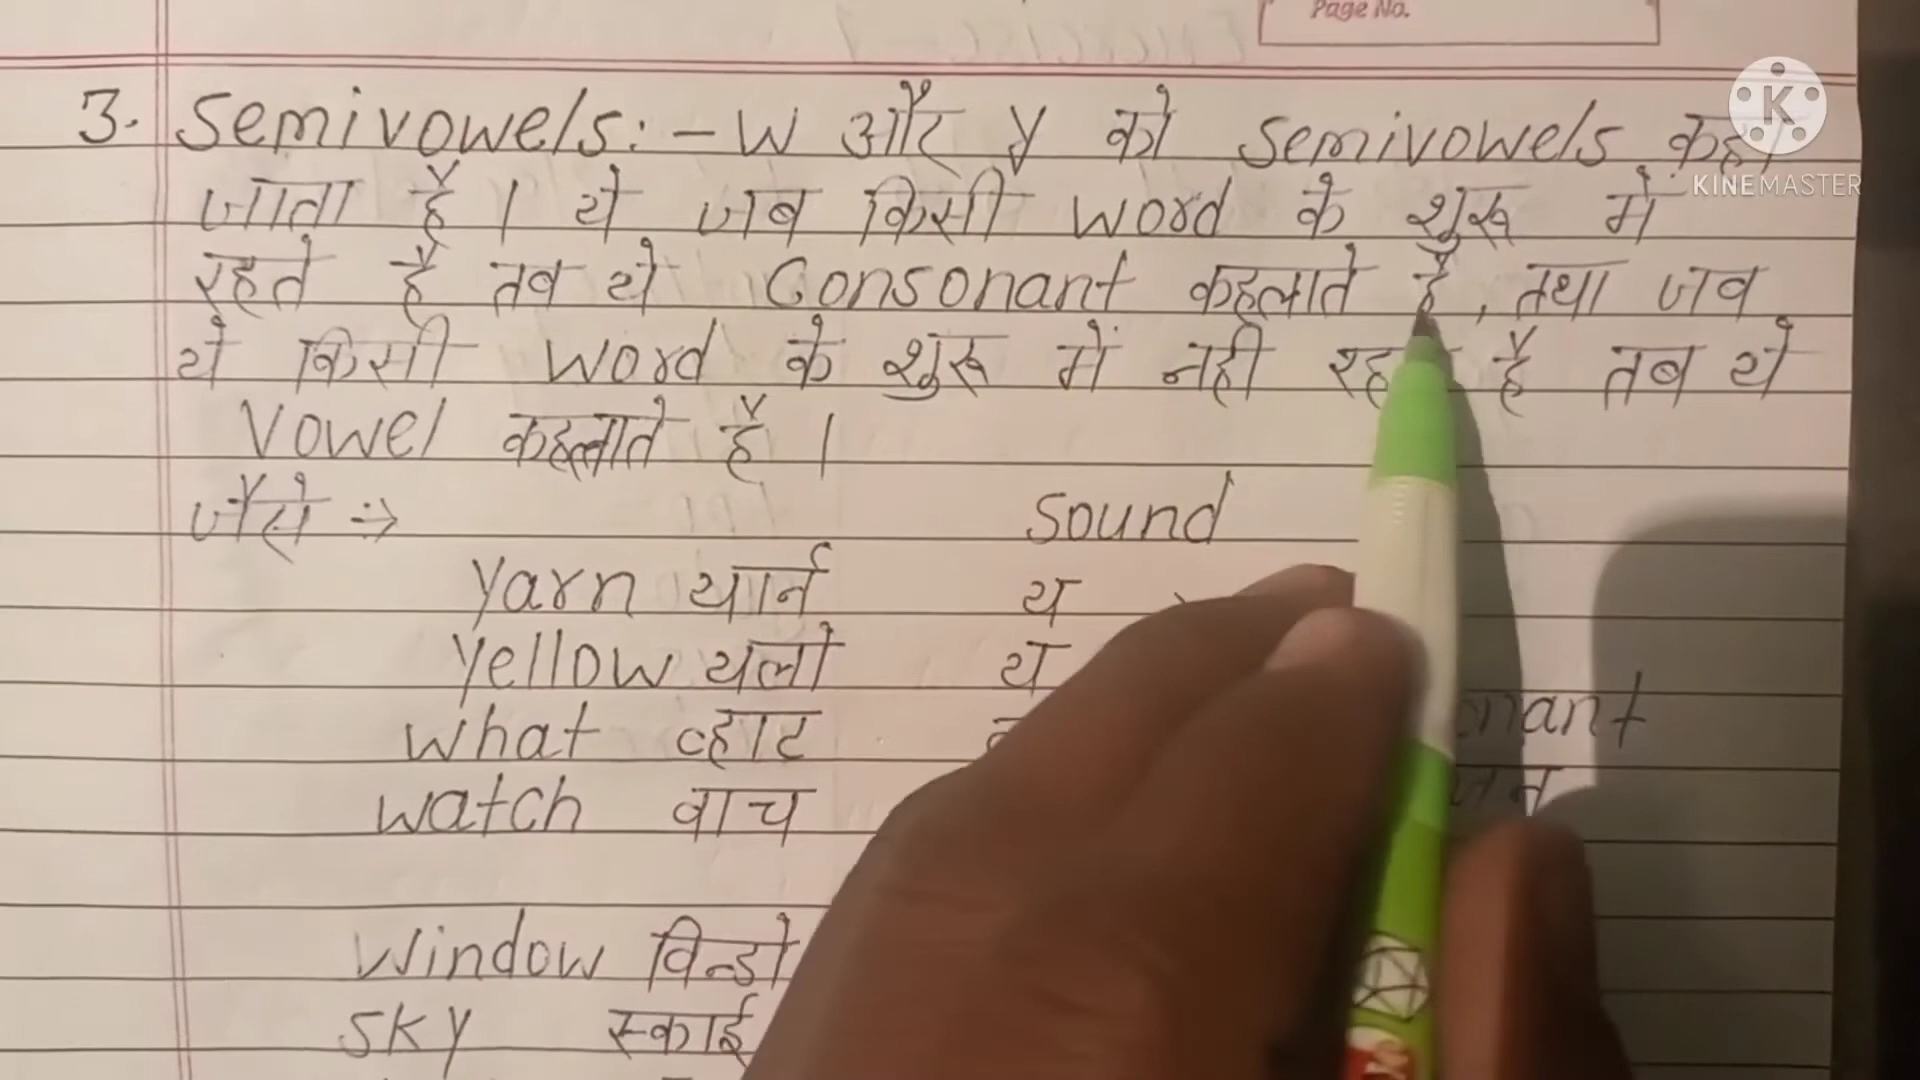 Page No.
3. Semivowels: - W और y को Semivowels कहा
जाता है । ये जब किसी word के शुरू मे
रहते है तब ये Consonant कहलाते है, तथा जब
ये किसी word के शुरू में नही रह है तब ये
Vowel कहलाते है ।
जैसे →
Sound
Yarn यार्न य
Yellow यलो य
What व्हाट
Watch वाच
Window विन्डो
Sky स्काई
KINEMASTER